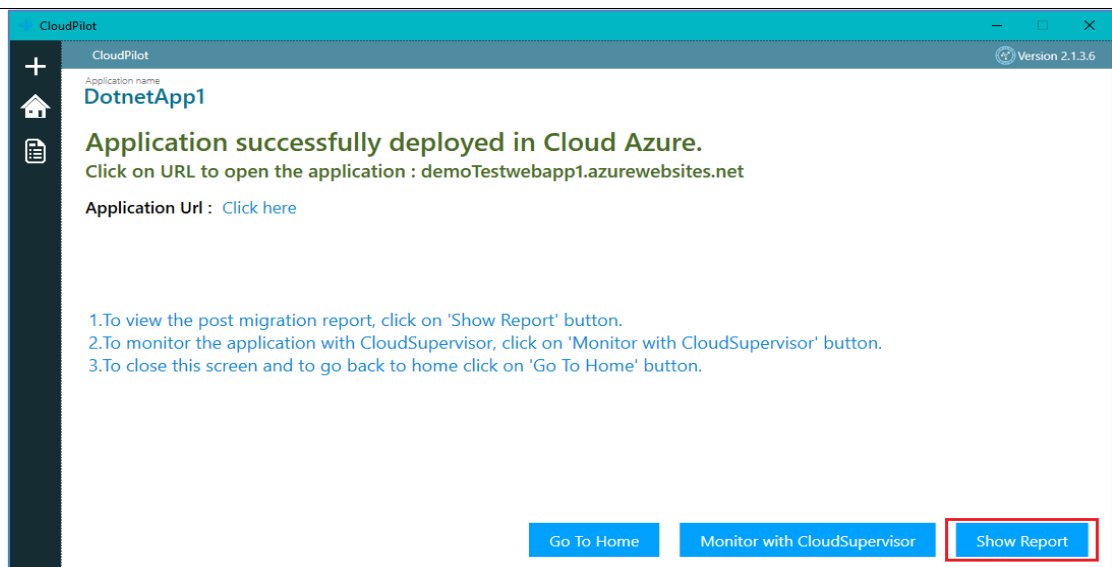 CloudPilot
CloudPilot
Version 2.1.3.6
Application name
DotnetApp1
Application successfully deployed in Cloud Azure.
Click on URL to open the application : demoTestwebapp1.azurewebsites.net
Application Url : Click here
1.To view the post migration report, click on 'Show Report' button.
2.To monitor the application with CloudSupervisor, click on 'Monitor with CloudSupervisor' button.
3.To close this screen and to go back to home click on 'Go To Home' button.
Go To Home Monitor with CloudSupervisor Show Report